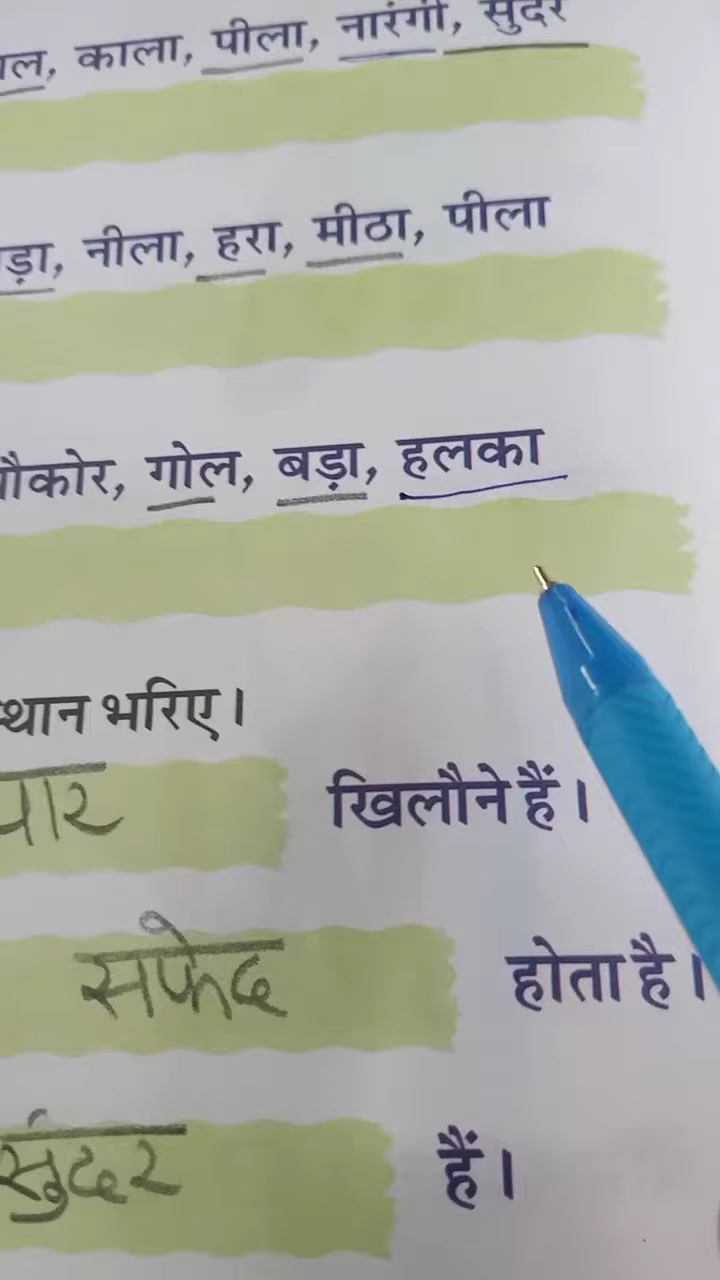 काला, पीला, नारंगी, सुंदर
नीला, हरा, मीठा, पीला
गोल, बड़ा, हलका
भरिए।
खिलौने हैं।
सफेद होता है।
सुंदर हैं।